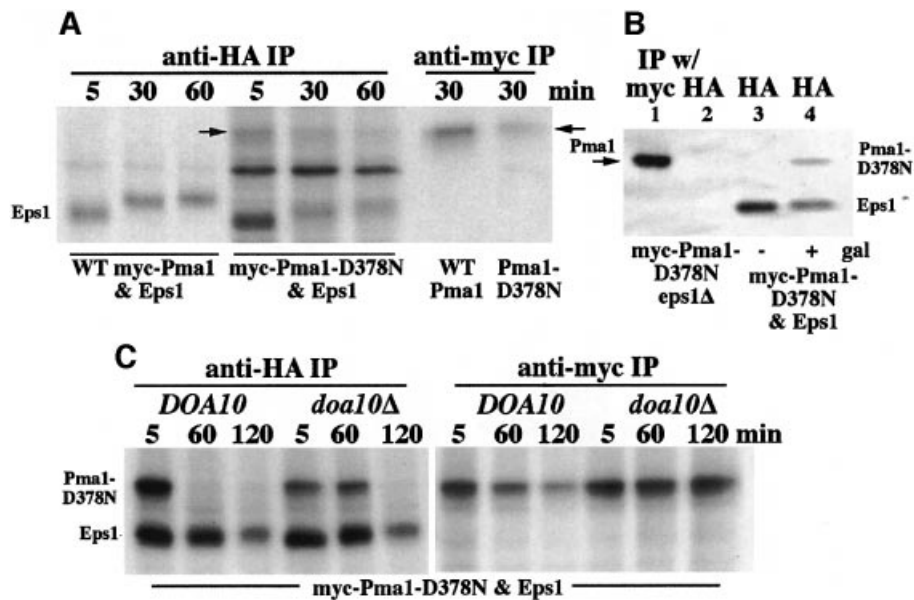 A
anti-HA IP
anti-myc IP
5 30 60 5 30 60 30 30 min
Eps1
Pma1
WT myc-Pma1 & Eps1
myc-Pma1-D378N & Eps1
WT Pma1
Pma1-D378N
B
IP w/
myc HA HA HA
1 2 3 4
Pma1-D378N
Eps1
- + gal
myc-Pma1-D378N eps1Δ
myc-Pma1-D378N & Eps1
C
anti-HA IP
anti-myc IP
DOA10 doa10Δ DOA10 doa10Δ
5 60 120 5 60 120 5 60 120 5 60 120 min
Pma1-D378N
Eps1
myc-Pma1-D378N & Eps1